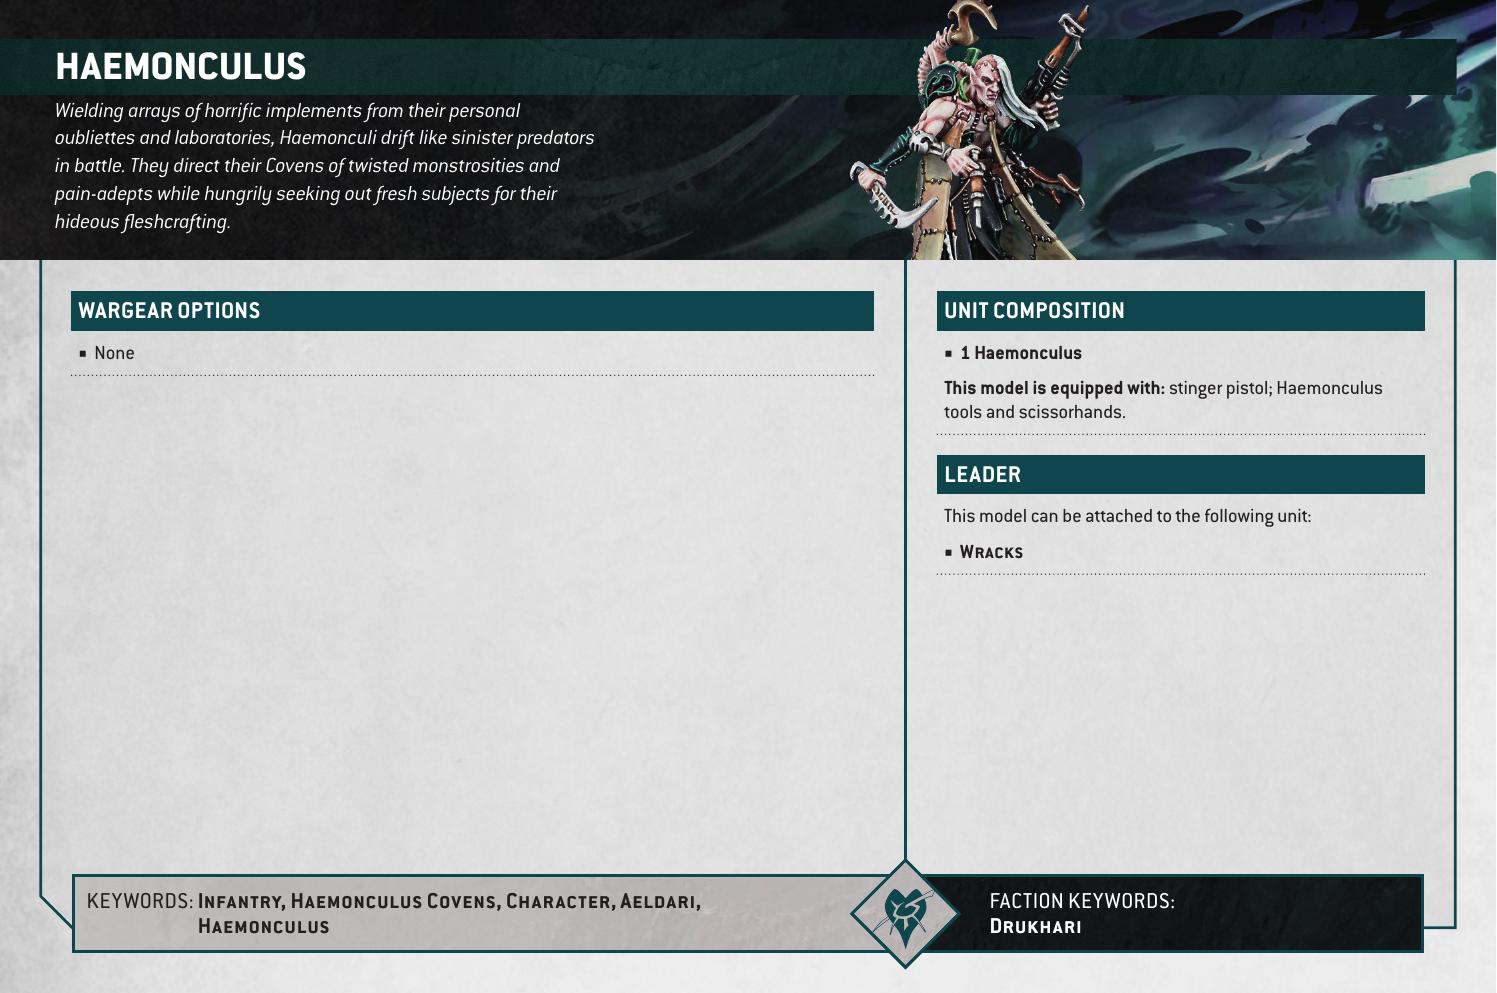 HAEMONCULUS
Wielding arrays of horrific implements from their personal
oubliettes and laboratories, Haemonculi drift like sinister predators
in battle. They direct their Covens of twisted monstrosities and
pain-adepts while hungrily seeking out fresh subjects for their
hideous fleshcrafting.
WARGEAR OPTIONS
■ None
UNIT COMPOSITION
■ 1 Haemonculus
This model is equipped with: stinger pistol; Haemonculus
tools and scissorhands.
LEADER
This model can be attached to the following unit:
■ WRACKS
KEYWORDS: INFANTRY, HAEMONCULUS COVENS, CHARACTER, AELDARI,
HAEMONCULUS
FACTION KEYWORDS:
DRUKHARI